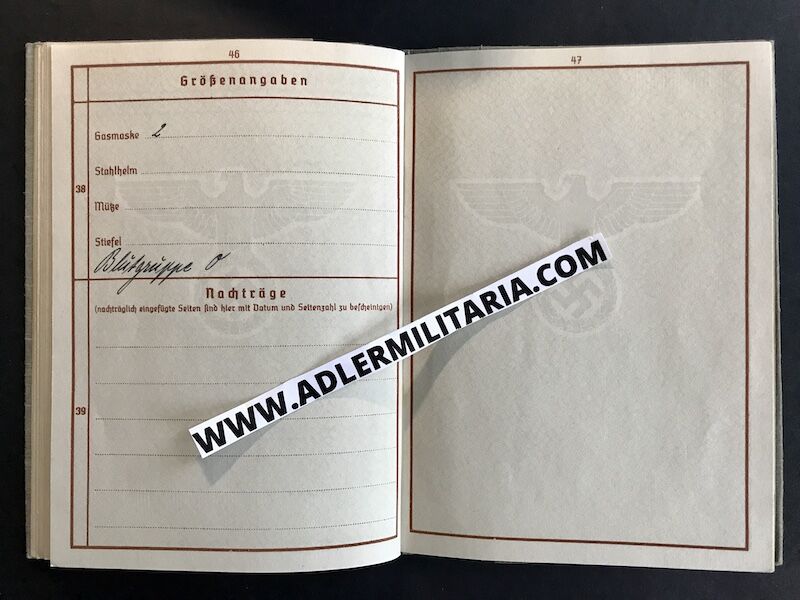 46
Größenangaben
38
Gasmaske 2
Stahlhelm
Mütze
Stiefel
Blutgruppe O
39
Nachträge
(nachträglich eingefügte Seiten sind hier mit Datum und Seitenzahl zu bescheinigen)
47
WWW.ADLERMILITARIA.COM